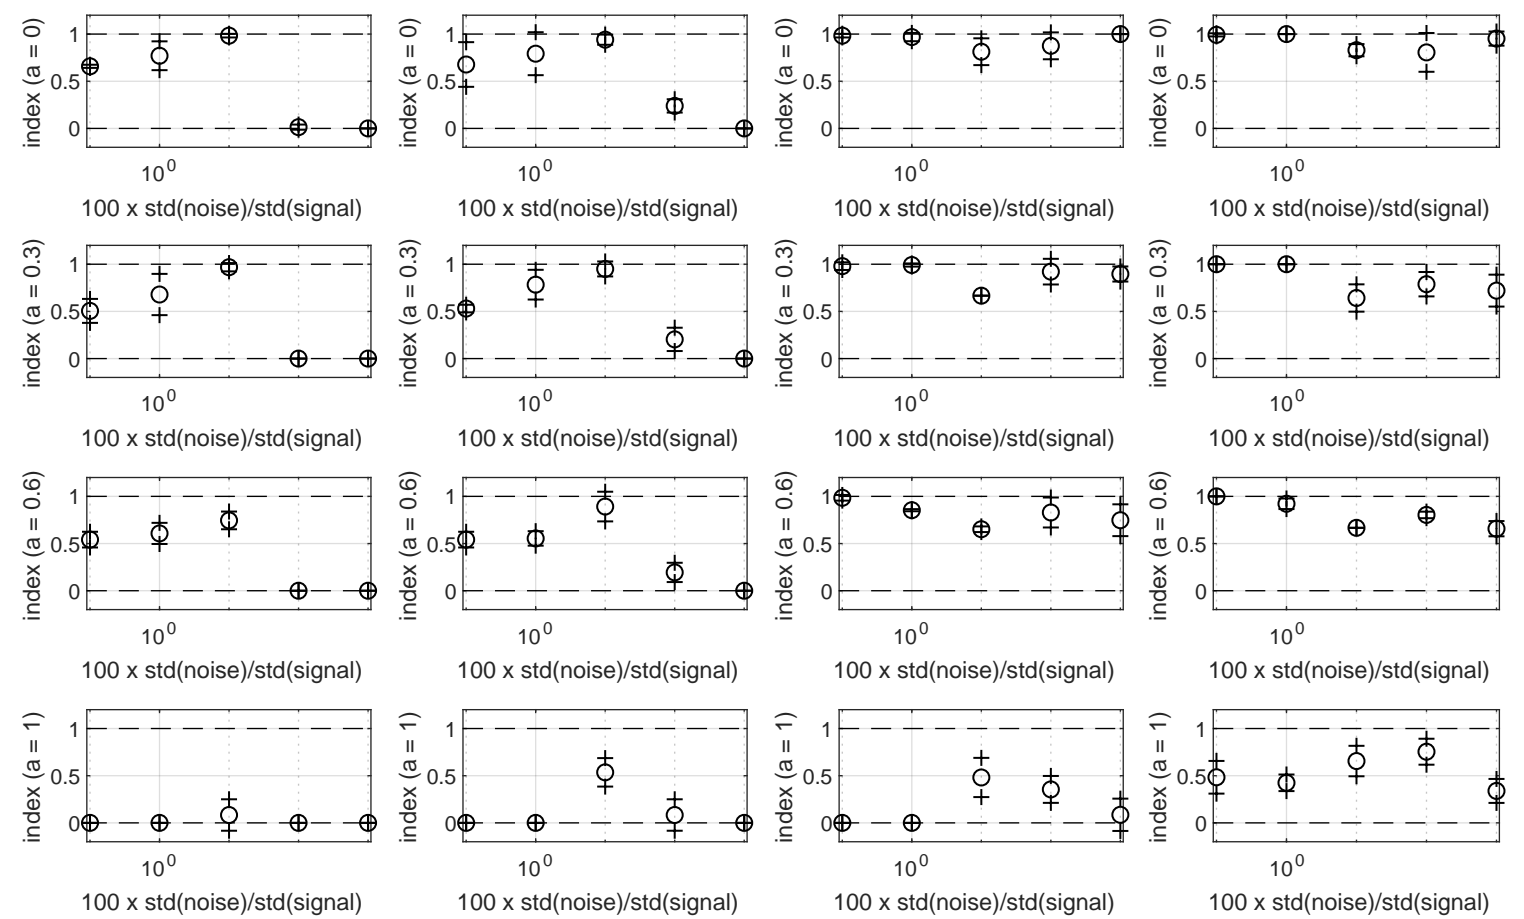 index (a = 0)
1
0.5
0
10^0
100 x std(noise)/std(signal)
index (a = 0)
1
0.5
0
10^0
100 x std(noise)/std(signal)
index (a = 0)
1
0.5
0
10^0
100 x std(noise)/std(signal)
index (a = 0)
1
0.5
0
10^0
100 x std(noise)/std(signal)
index (a = 0.3)
1
0.5
0
10^0
100 x std(noise)/std(signal)
index (a = 0.3)
1
0.5
0
10^0
100 x std(noise)/std(signal)
index (a = 0.3)
1
0.5
0
10^0
100 x std(noise)/std(signal)
index (a = 0.3)
1
0.5
0
10^0
100 x std(noise)/std(signal)
index (a = 0.6)
1
0.5
0
10^0
100 x std(noise)/std(signal)
index (a = 0.6)
1
0.5
0
10^0
100 x std(noise)/std(signal)
index (a = 0.6)
1
0.5
0
10^0
100 x std(noise)/std(signal)
index (a = 0.6)
1
0.5
0
10^0
100 x std(noise)/std(signal)
index (a = 1)
1
0.5
0
10^0
100 x std(noise)/std(signal)
index (a = 1)
1
0.5
0
10^0
100 x std(noise)/std(signal)
index (a = 1)
1
0.5
0
10^0
100 x std(noise)/std(signal)
index (a = 1)
1
0.5
0
10^0
100 x std(noise)/std(signal)